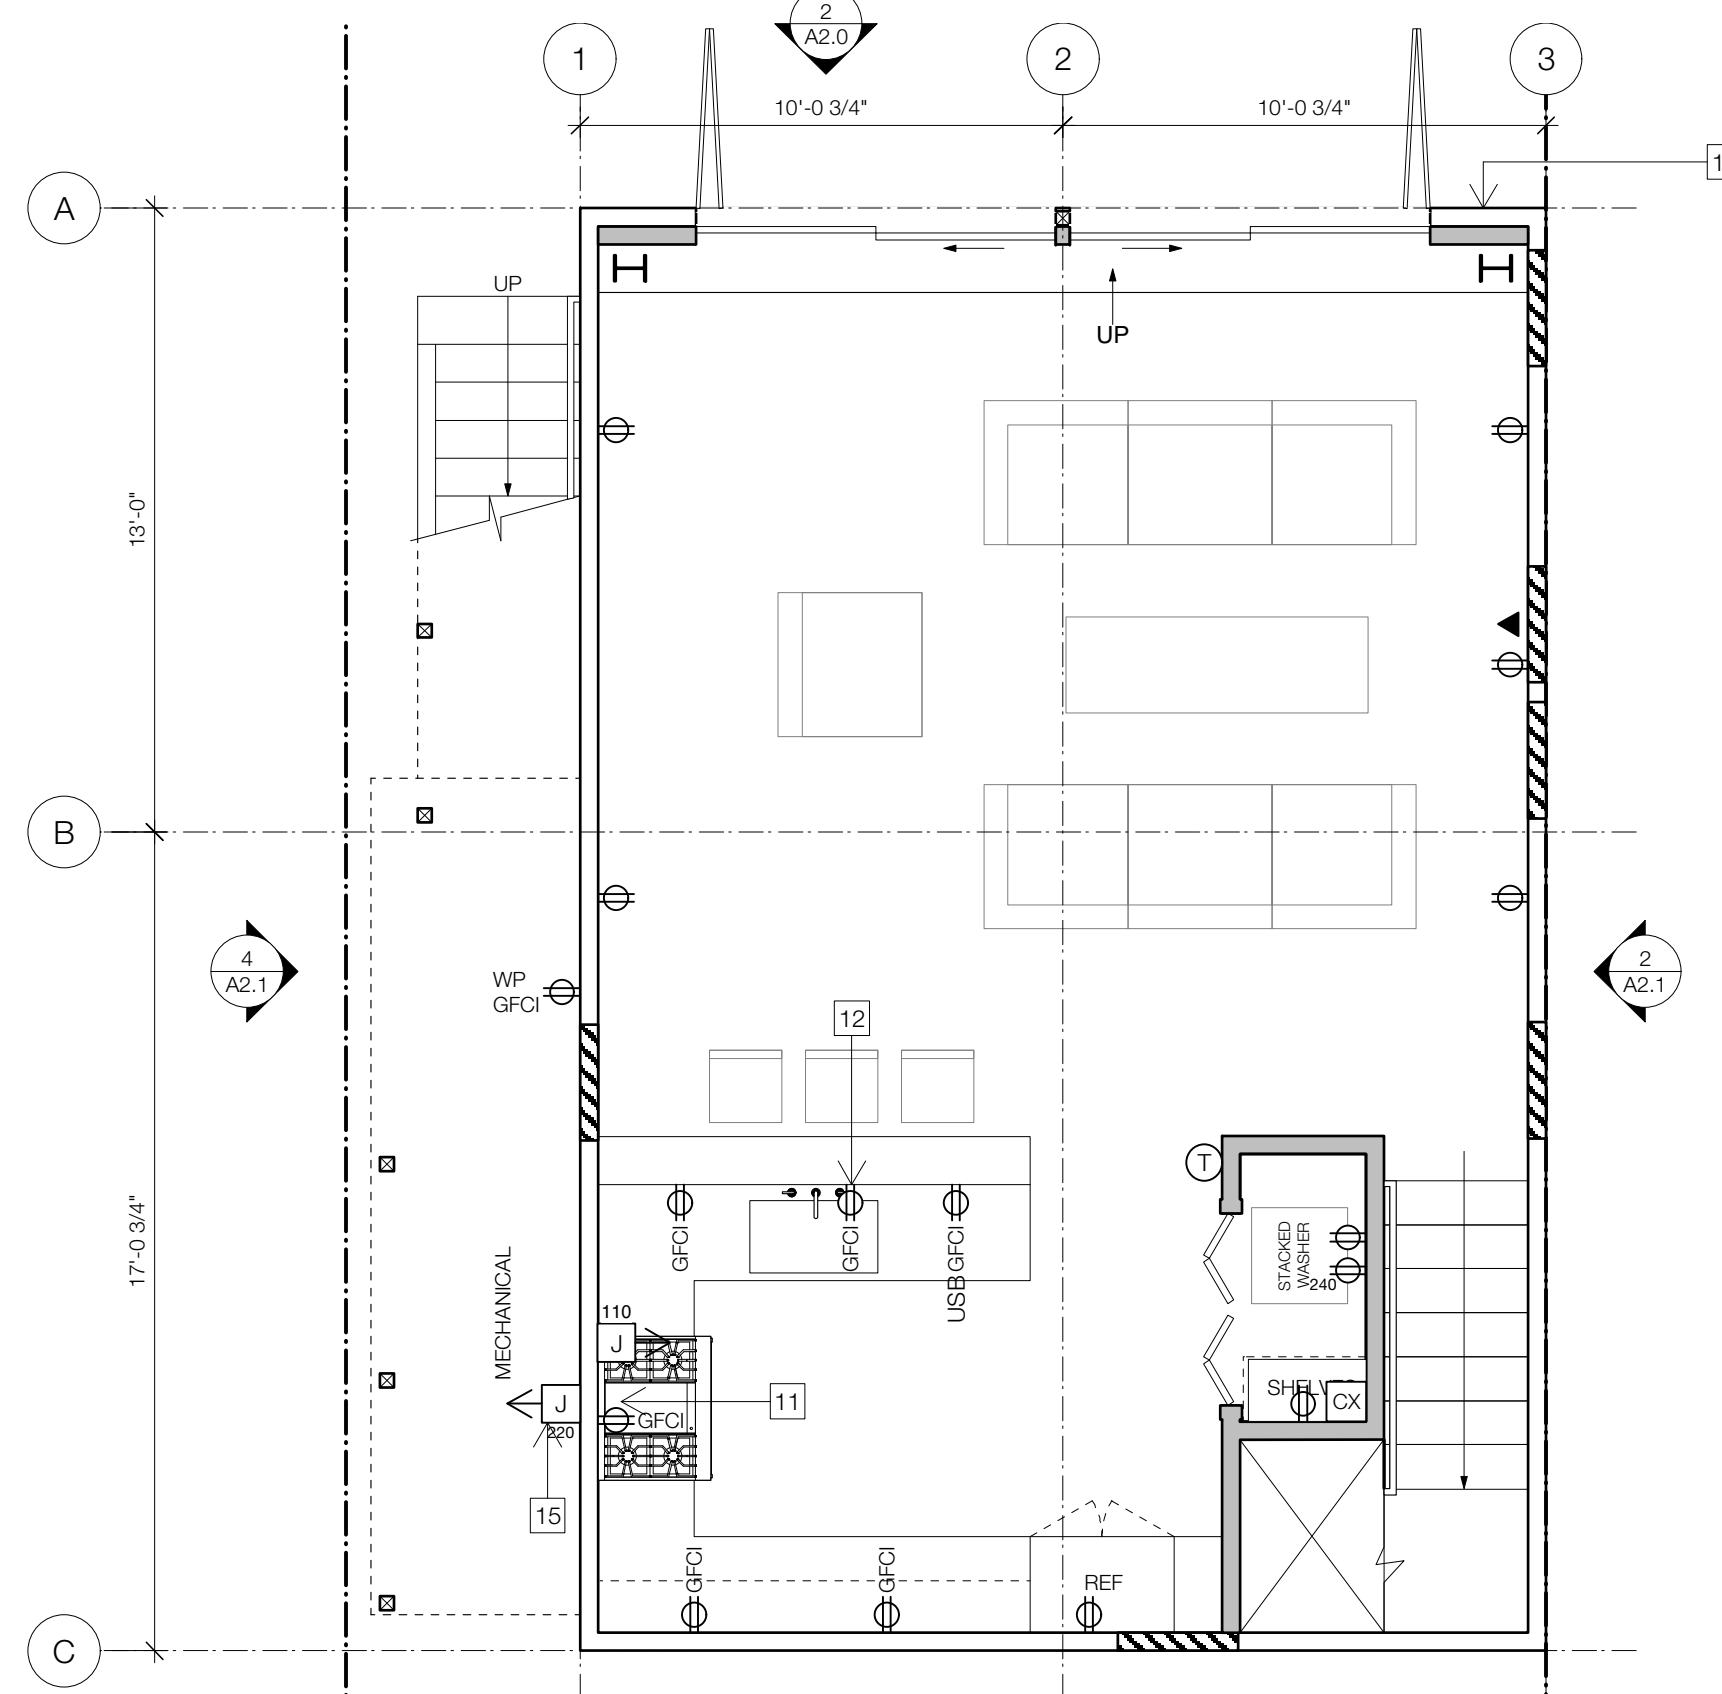 2
A2.0
1
2
3
10'-0 3/4"
10'-0 3/4"
1
A
UP
UP
13'-0"
B
4
A2.1
2
A2.1
WP
GFCI
12
T
GFCI
GFCI
USB GFCI
STACKED
WASHER
240
17'-0 3/4"
MECHANICAL
110
J
J
220
GFCI
11
SHELVES
CX
15
GFCI
GFCI
REF
C